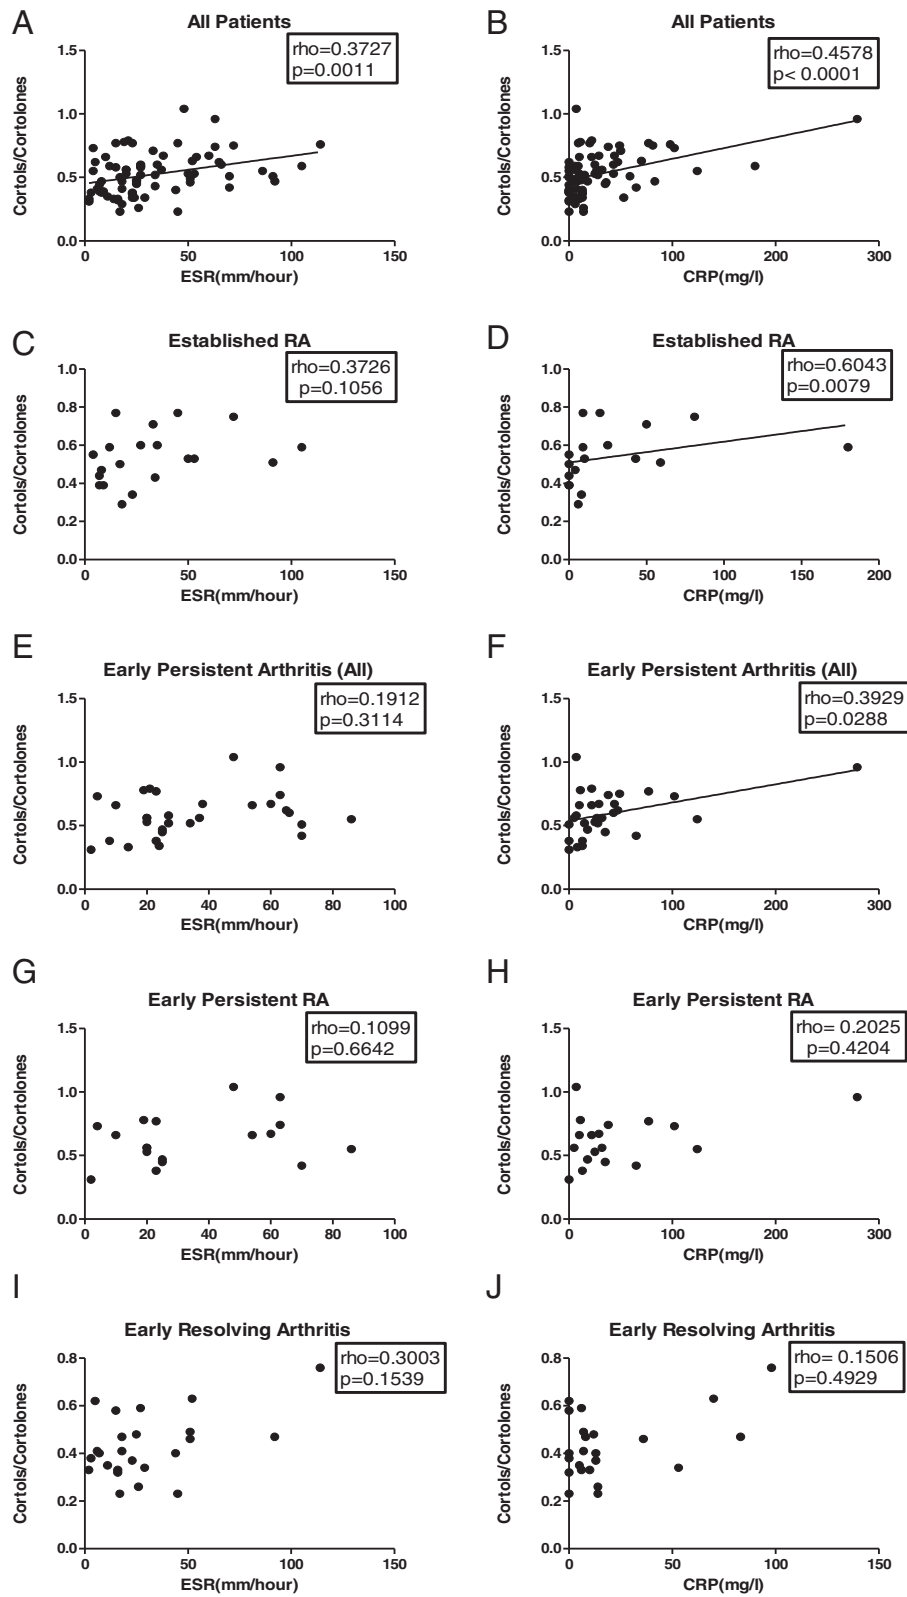 A
All Patients
rho=0.3727
p=0.0011
Cortols/Cortolones
1.5
1.0
0.5
0.0
0
50
100
150
ESR(mm/hour)
B
All Patients
rho=0.4578
p< 0.0001
Cortols/Cortolones
1.5
1.0
0.5
0.0
0
100
200
300
CRP(mg/l)
C
Established RA
rho=0.3726
p=0.1056
Cortols/Cortolones
1.0
0.8
0.6
0.4
0.2
0.0
0
50
100
150
ESR(mm/hour)
D
Established RA
rho=0.6043
p=0.0079
Cortols/Cortolones
1.0
0.8
0.6
0.4
0.2
0.0
0
50
100
150
200
CRP(mg/l)
E
Early Persistent Arthritis (All)
rho=0.1912
p=0.3114
Cortols/Cortolones
1.5
1.0
0.5
0.0
0
20
40
60
80
100
ESR(mm/hour)
F
Early Persistent Arthritis (All)
rho=0.3929
p=0.0288
Cortols/Cortolones
1.5
1.0
0.5
0.0
0
100
200
300
CRP(mg/l)
G
Early Persistent RA
rho=0.1099
p=0.6642
Cortols/Cortolones
1.5
1.0
0.5
0.0
0
20
40
60
80
100
ESR(mm/hour)
H
Early Persistent RA
rho= 0.2025
p=0.4204
Cortols/Cortolones
1.5
1.0
0.5
0.0
0
100
200
300
CRP(mg/l)
I
Early Resolving Arthritis
rho=0.3003
p=0.1539
Cortols/Cortolones
0.8
0.6
0.4
0.2
0.0
0
50
100
150
ESR(mm/hour)
J
Early Resolving Arthritis
rho= 0.1506
p=0.4929
Cortols/Cortolones
0.8
0.6
0.4
0.2
0.0
0
50
100
150
CRP(mg/l)